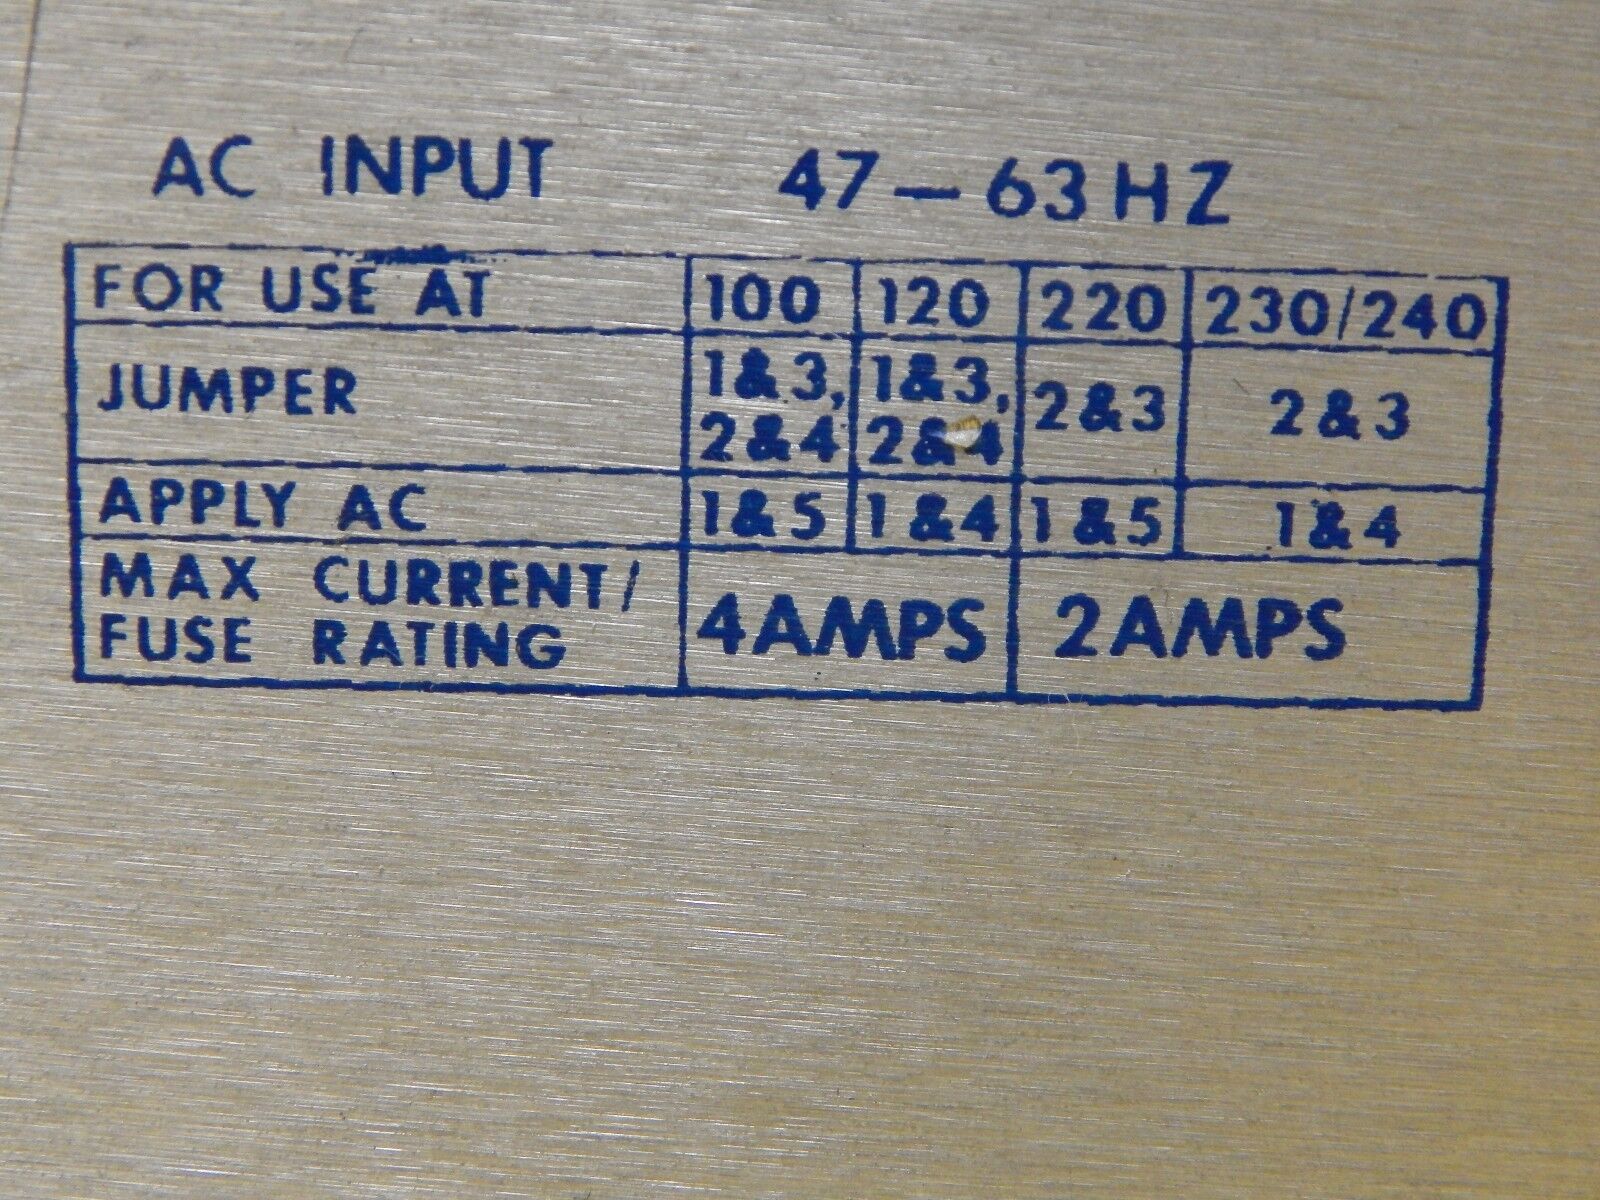 AC INPUT 47-63HZ
FOR USE AT 100 120 220 230/240
JUMPER 1&3, 2&4 1&3, 2&4 2&3 2&3
APPLY AC 1&5 1&4 1&5 1&4
MAX CURRENT/
FUSE RATING 4AMPS 2AMPS